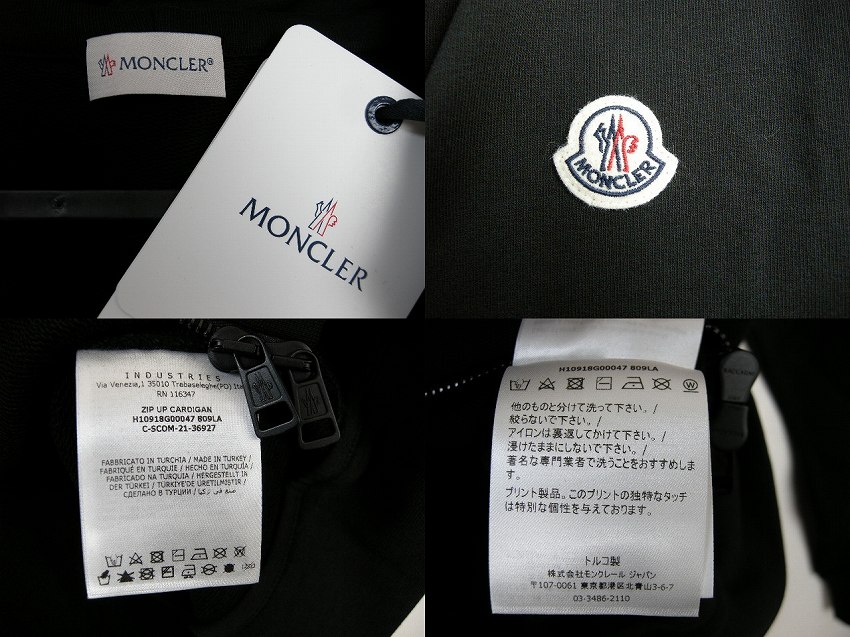 MONCLER®
MONCLER
MONCLER
INDUSTRIES
Via Venezia,1 35010 Trebaseleghe(PD) Ita
RN 116347
ZIP UP CARDIGAN
H10918G00047 809LA
C-SCOM-21-36927
FABBRICATO IN TURCHIA / MADE IN TURKEY /
FABRIQUÉ EN TURQUIE / HECHO EN TURQUÍA /
FABRICADO NA TURQUIA / HERGESTELLT IN
DER TÜRKEI / TÜRKIYE'DE ÜRETILMIŞTIR /
СДЕЛАНО В ТУРЦИИ / صنع في تركيا
H10918G00047 809LA
他のものと分けて洗って下さい。/
絞らないで下さい。/
アイロンは裏返してかけて下さい。/
浸けたままにしないで下さい。/
著名な専門業者で洗うことをおすすめしま
す。
プリント製品。このプリントの独特なタッチ
は特別な個性を与えております。
トルコ製
株式会社モンクレール ジャパン
〒107-0061 東京都港区北青山3-6-7
03-3486-2110